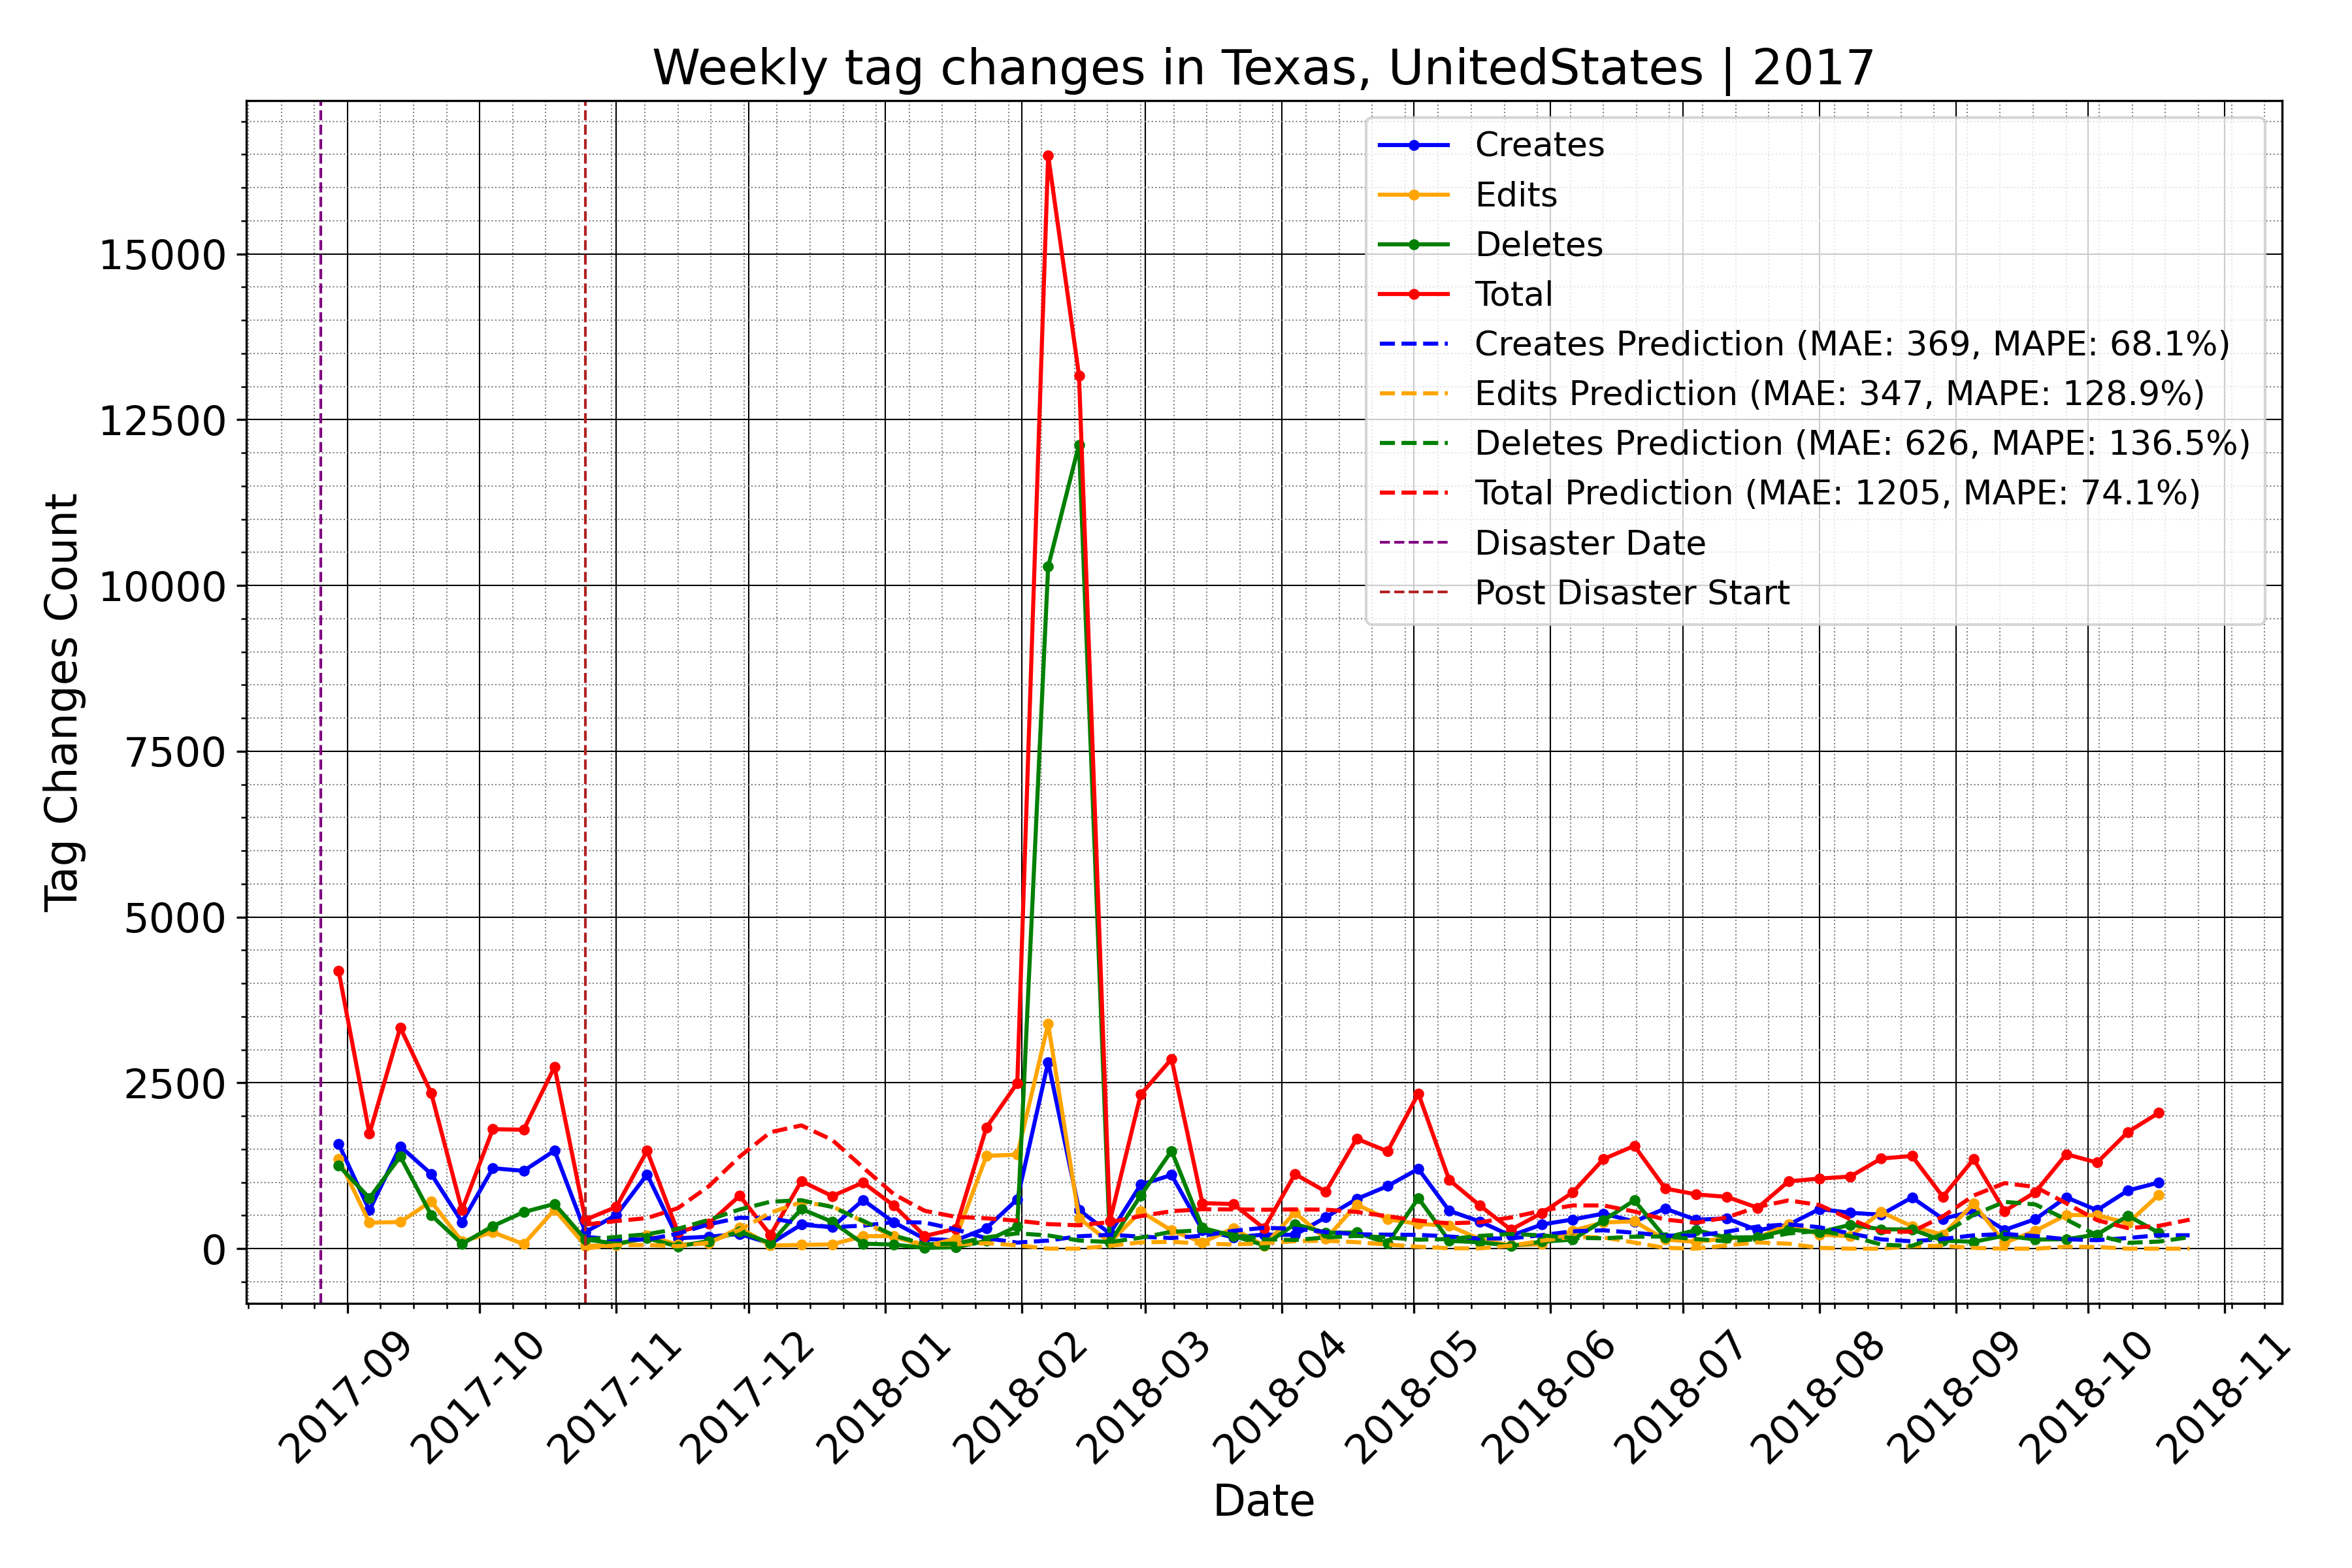 Weekly tag changes in Texas, UnitedStates | 2017
Creates
Edits
Deletes
Total
Creates Prediction (MAE: 369, MAPE: 68.1%)
Edits Prediction (MAE: 347, MAPE: 128.9%)
Deletes Prediction (MAE: 626, MAPE: 136.5%)
Total Prediction (MAE: 1205, MAPE: 74.1%)
Disaster Date
Post Disaster Start
Tag Changes Count
15000
12500
10000
7500
5000
2500
0
2017-09
2017-10
2017-11
2017-12
2018-01
2018-02
2018-03
2018-04
2018-05
2018-06
2018-07
2018-08
2018-09
2018-10
2018-11
Date